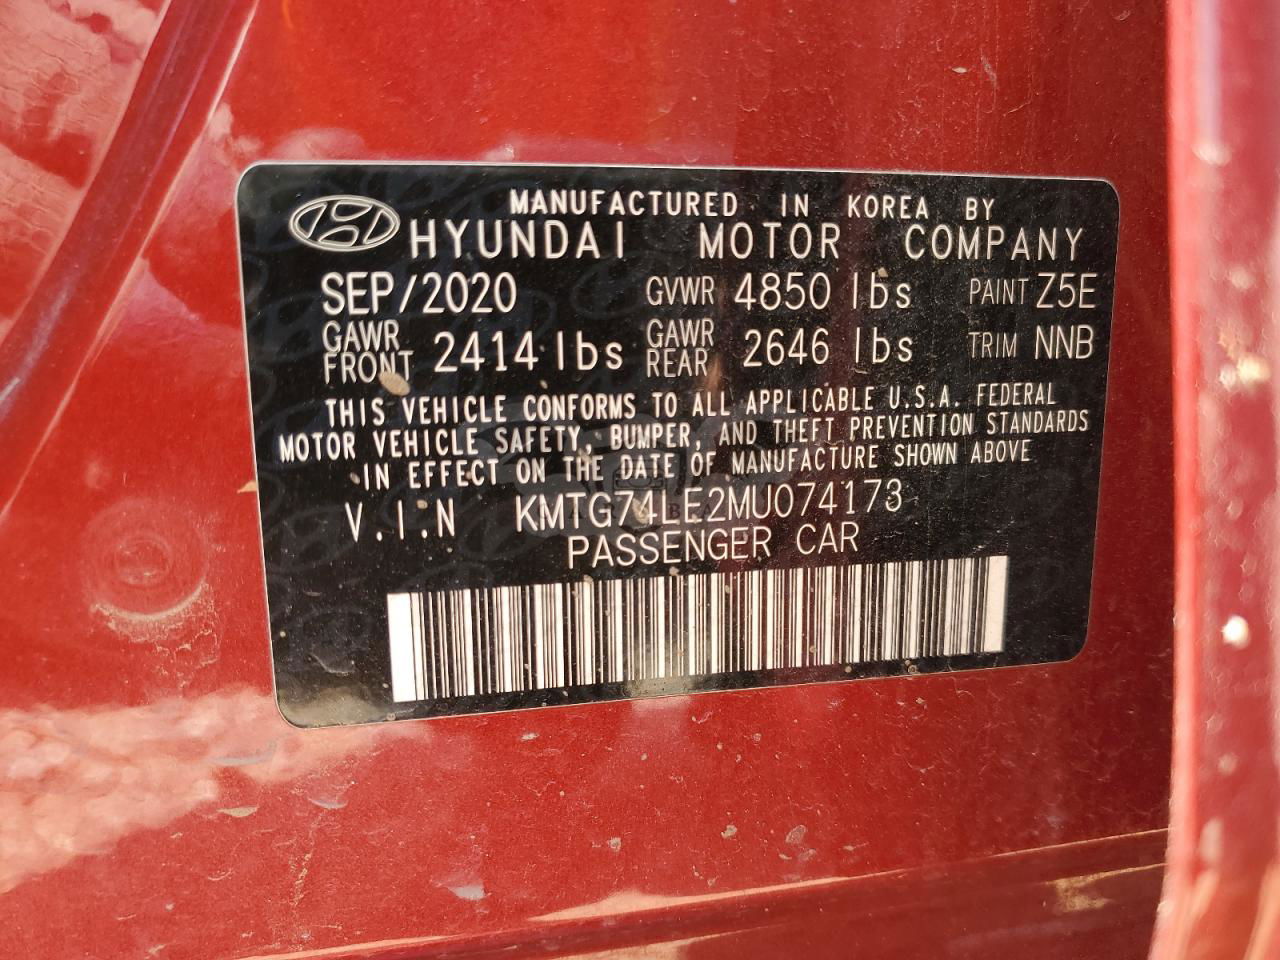 MANUFACTURED IN KOREA BY
HYUNDAI MOTOR COMPANY
SEP/2020 GVWR 4850 lbs PAINT Z5E
GAWR FRONT 2414 lbs GAWR REAR 2646 lbs TRIM NNB
THIS VEHICLE CONFORMS TO ALL APPLICABLE U.S.A. FEDERAL
MOTOR VEHICLE SAFETY, BUMPER, AND THEFT PREVENTION STANDARDS
IN EFFECT ON THE DATE OF MANUFACTURE SHOWN ABOVE
V.I.N KMTG74LE2MU074173
PASSENGER CAR